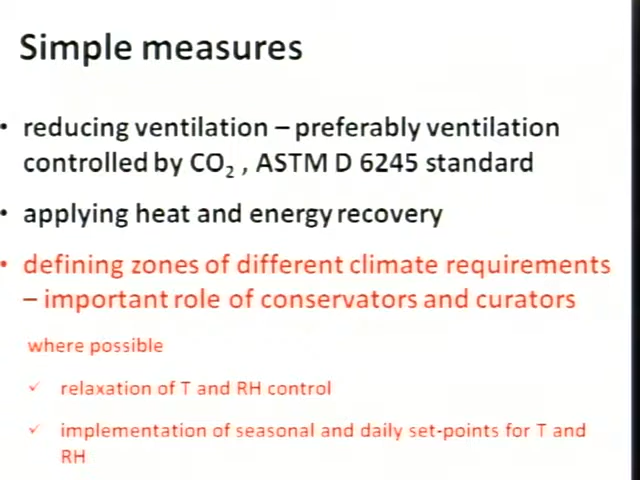 Simple measures
• reducing ventilation – preferably ventilation
controlled by CO₂ , ASTM D 6245 standard
• applying heat and energy recovery
• defining zones of different climate requirements
– important role of conservators and curators
where possible
✓ relaxation of T and RH control
✓ implementation of seasonal and daily set-points for T and
RH